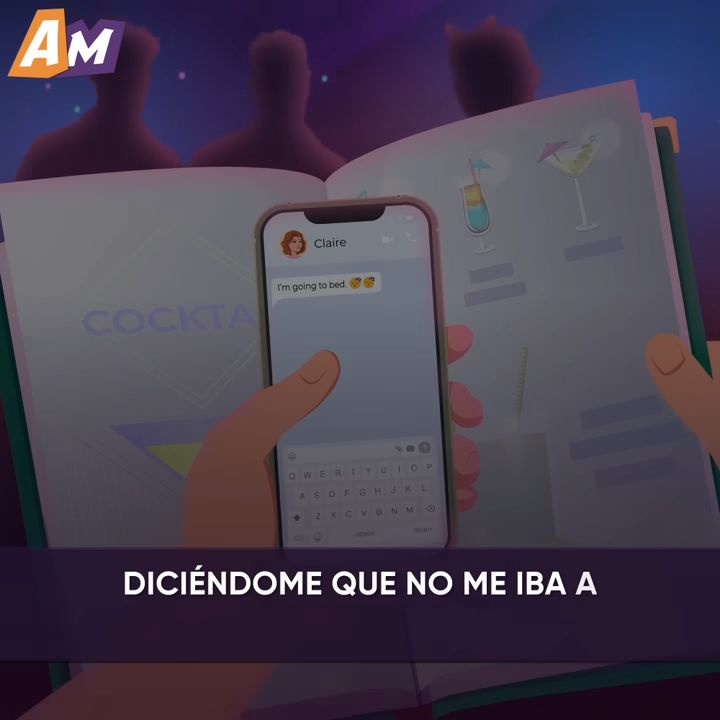 AM
Claire
I'm going to bed. 😴😴
COCKTA
Q W E R T Y U I O P
A S D F G H J K L
Z X C V B N M
space
return
DICIÉNDOME QUE NO ME IBA A